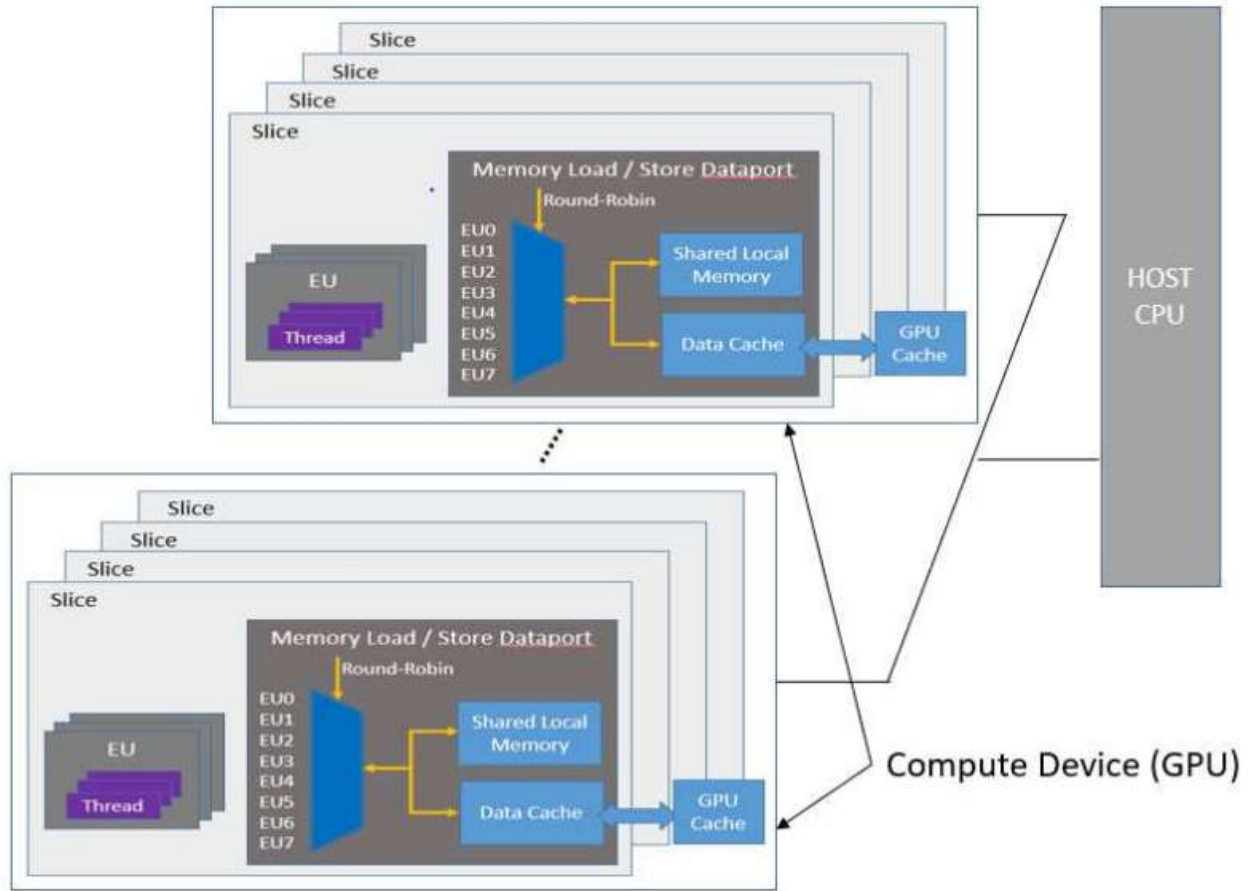 Slice
Slice
Slice
Slice
Memory Load / Store Dataport
Round-Robin
EU0
EU1
EU2
EU3
EU4
EU5
EU6
EU7
Shared Local
Memory
Data Cache
GPU
Cache
EU
Thread
HOST
CPU
Slice
Slice
Slice
Slice
Memory Load / Store Dataport
Round-Robin
EU0
EU1
EU2
EU3
EU4
EU5
EU6
EU7
Shared Local
Memory
Data Cache
GPU
Cache
EU
Thread
Compute Device (GPU)